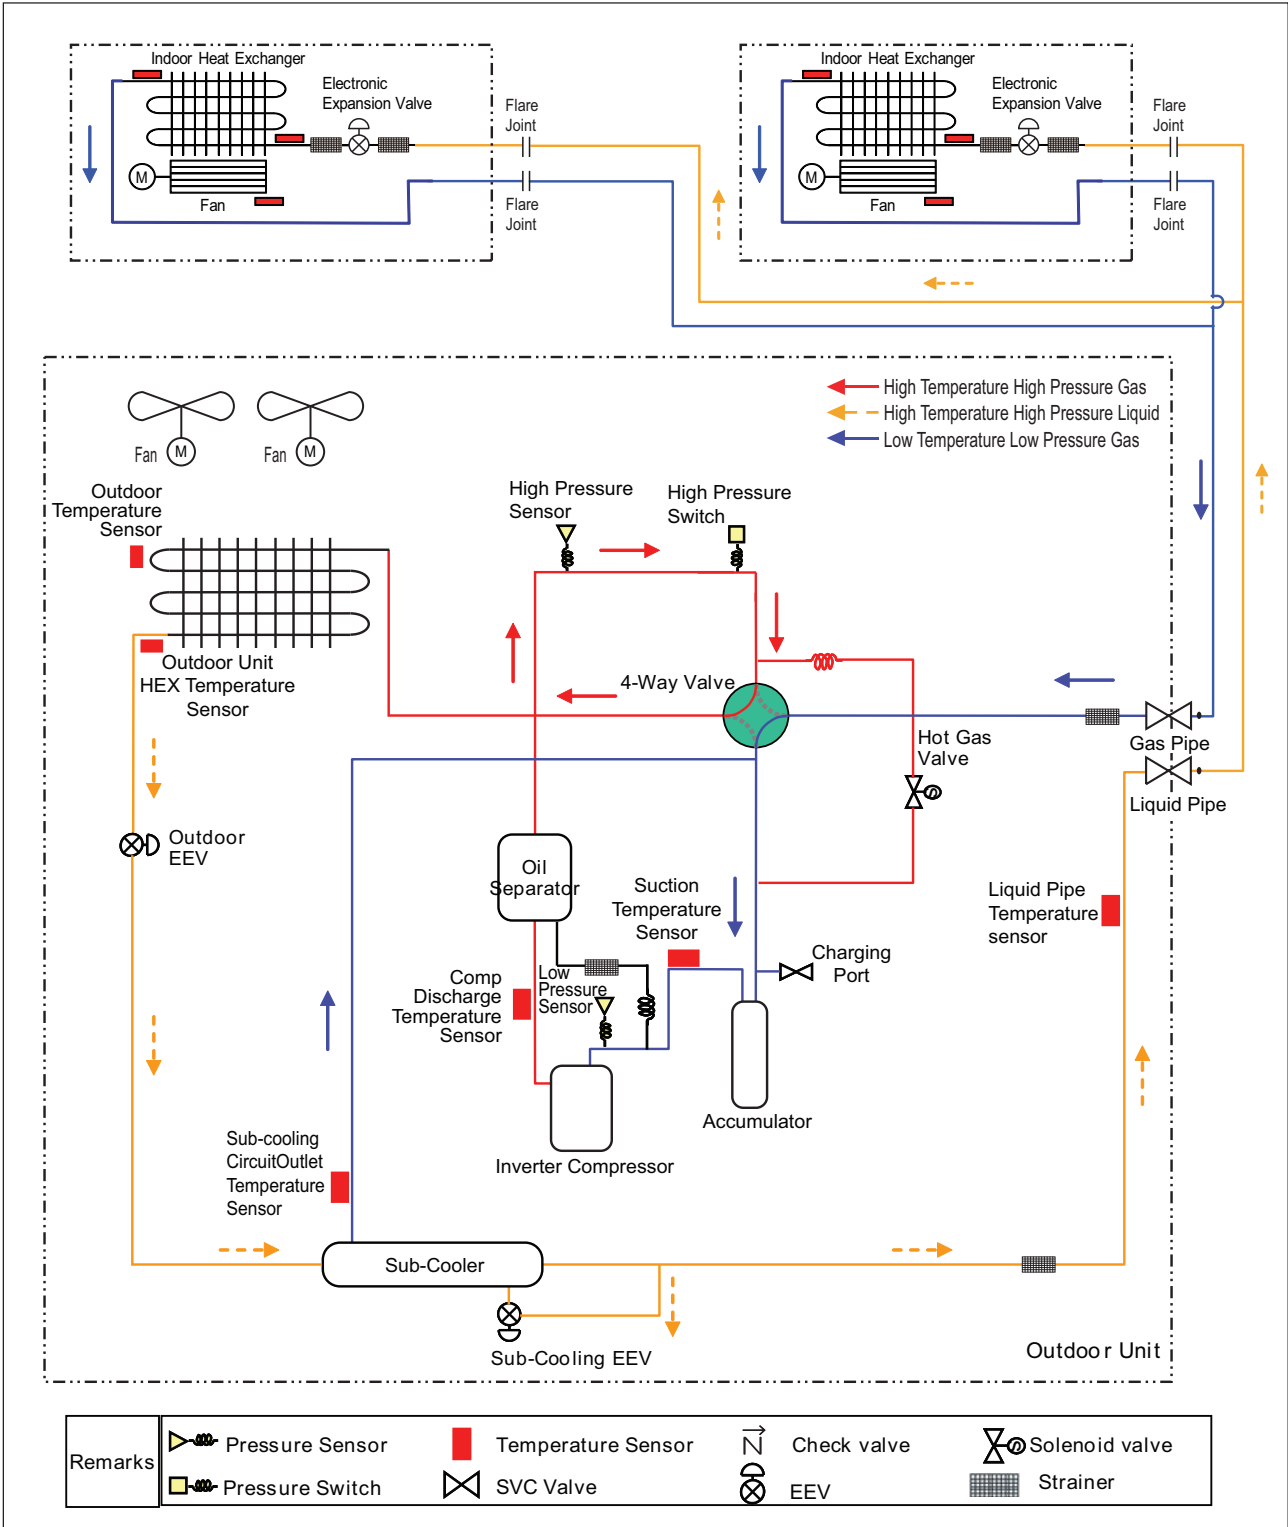 Indoor Heat Exchanger
Electronic
Expansion Valve
Flare
Joint
M
Fan
Flare
Joint
Indoor Heat Exchanger
Electronic
Expansion Valve
Flare
Joint
M
Fan
Flare
Joint
High Temperature High Pressure Gas
High Temperature High Pressure Liquid
Low Temperature Low Pressure Gas
Fan
M
Fan
M
Outdoor
Temperature
Sensor
High Pressure
Sensor
High Pressure
Switch
Outdoor Unit
HEX Temperature
Sensor
4-Way Valve
Hot Gas
Valve
Gas Pipe
Liquid Pipe
Outdoor
EEV
Oil
Separator
Suction
Temperature
Sensor
Liquid Pipe
Temperature
sensor
Charging
Port
Comp
Discharge
Temperature
Sensor
Low
Pressure
Sensor
Accumulator
Inverter Compressor
Sub-cooling
CircuitOutlet
Temperature
Sensor
Sub-Cooler
Sub-Cooling EEV
Outdoor Unit
Remarks
Pressure Sensor
Temperature Sensor
Check valve
Solenoid valve
Pressure Switch
SVC Valve
EEV
Strainer